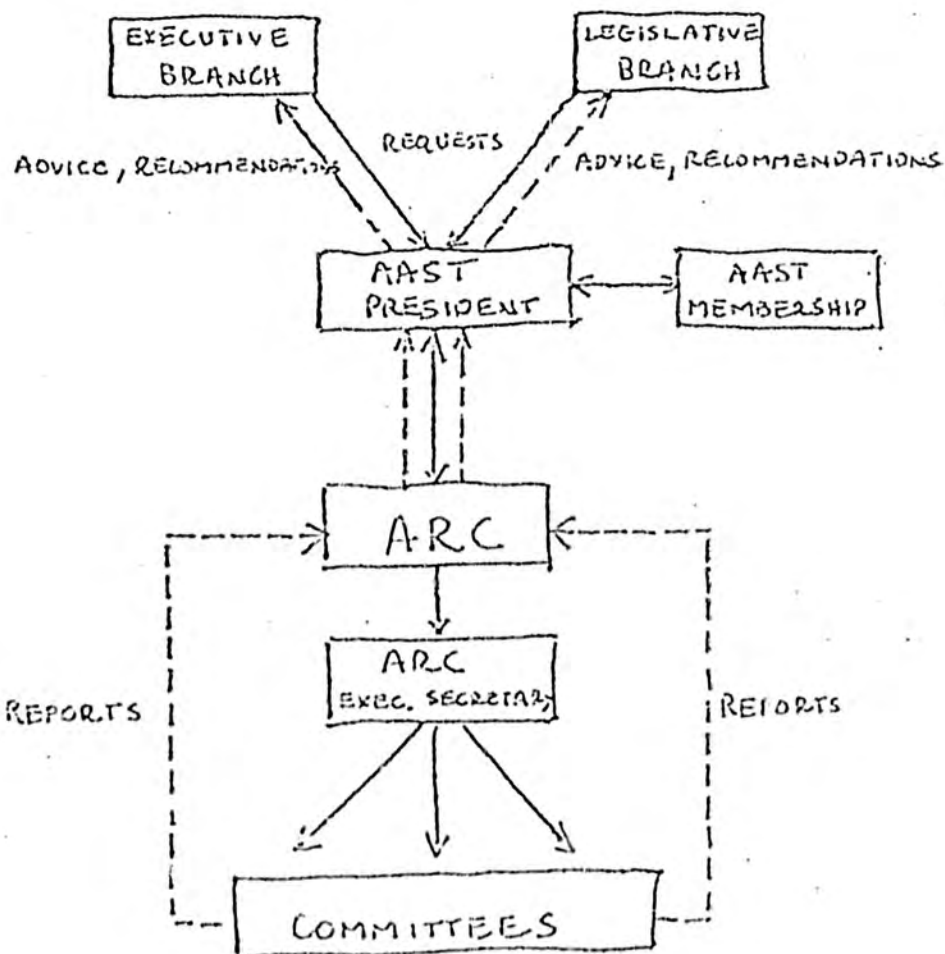 EXECUTIVE
BRANCH
LEGISLATIVE
BRANCH
REQUESTS
ADVICE, RECOMMENDATIONS
ADVICE, RECOMMENDATIONS
AAST
PRESIDENT
AAST
MEMBERSHIP
ARC
ARC
EXEC. SECRETARY
REPORTS
REPORTS
COMMITTEES